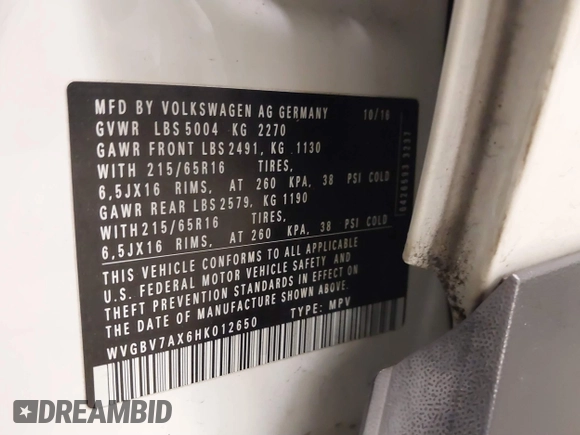 MFD BY VOLKSWAGEN AG GERMANY 10/16
GVWR LBS 5004 KG 2270
GAWR FRONT LBS 2491, KG 1130
WITH 215/65R16 TIRES,
6,5JX16 RIMS, AT 260 KPA, 38 PSI COLD
GAWR REAR LBS 2579, KG 1190
WITH 215/65R16 TIRES,
6,5JX16 RIMS, AT 260 KPA, 38 PSI COLD
THIS VEHICLE CONFORMS TO ALL APPLICABLE
U.S. FEDERAL MOTOR VEHICLE SAFETY AND
THEFT PREVENTION STANDARDS IN EFFECT ON
THE DATE OF MANUFACTURE SHOWN ABOVE.
WVGBV7AX6HK012650 TYPE: MPV
DREAMBID